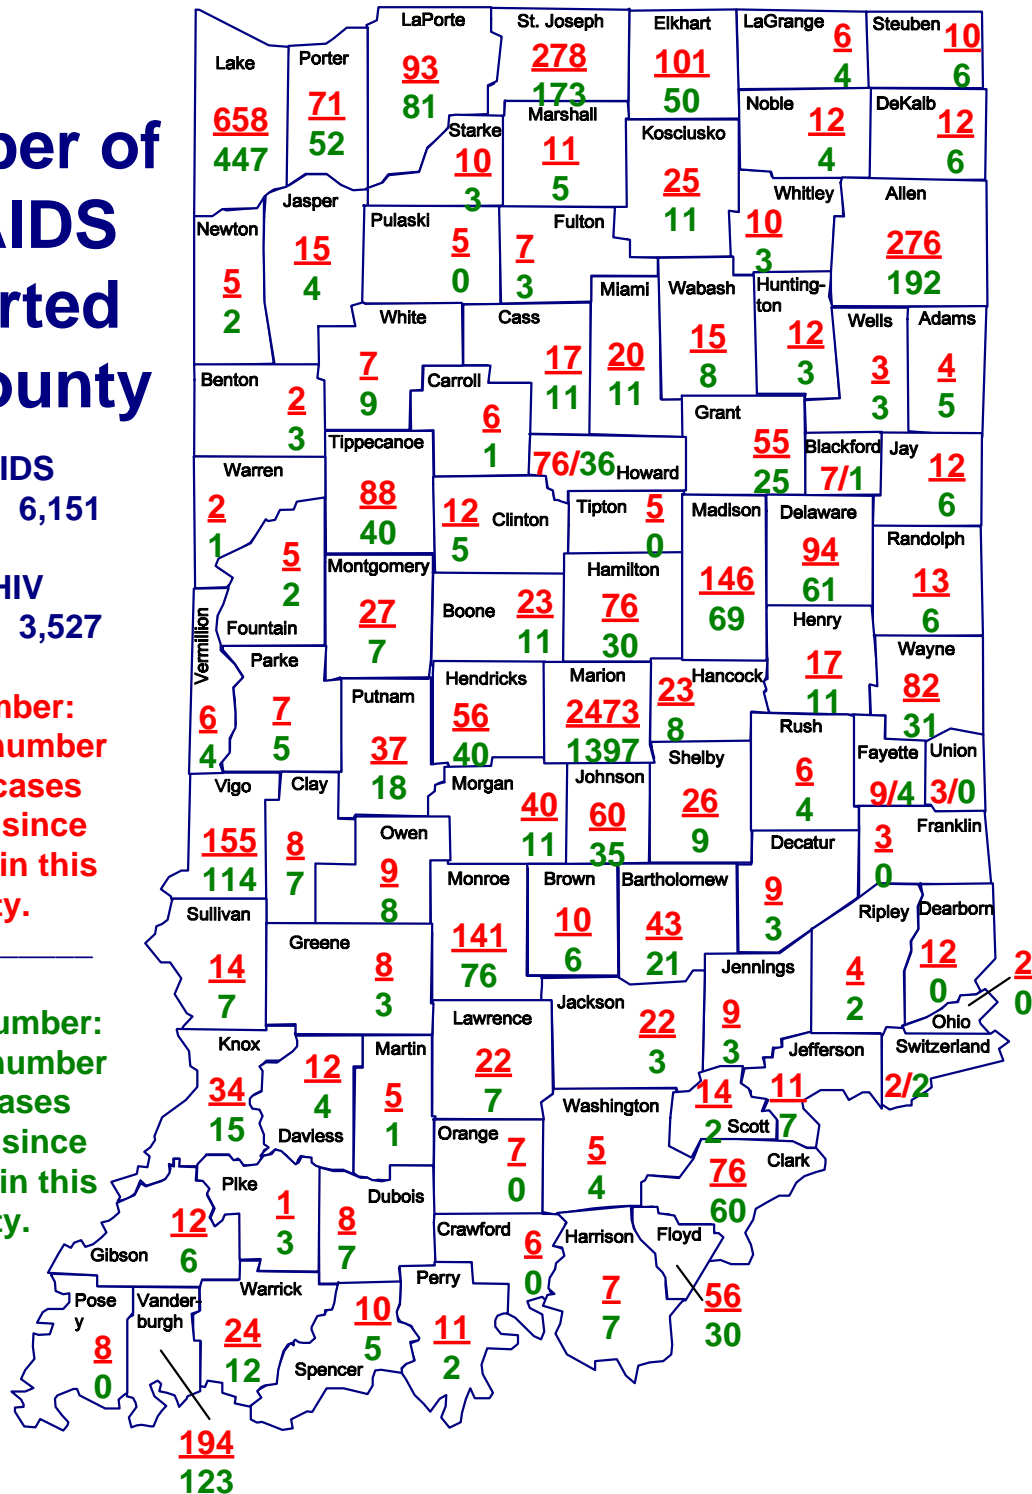 ber of
AIDS
rted
ounty
IDS
6,151
HIV
3,527
mber:
number
cases
since
in this
ty.
umber:
number
ases
since
in this
ty.
Lake
658
447
Porter
71
52
LaPorte
93
81
St. Joseph
278
173
Elkhart
101
50
LaGrange
6
4
Steuben
10
6
Noble
12
4
DeKalb
12
6
Starke
10
3
Marshall
11
5
Kosciusko
25
11
Whitley
10
3
Allen
276
192
Newton
5
2
Jasper
15
4
Pulaski
5
0
Fulton
7
3
Miami
20
11
Wabash
15
8
Hunting-
ton
12
3
Wells
3
3
Adams
4
5
White
7
9
Cass
17
11
Benton
2
3
Carroll
6
1
Grant
55
25
Blackford
7/1
Jay
12
6
Tippecanoe
88
40
76/36 Howard
Warren
2
1
Clinton
12
5
Tipton
5
0
Madison
146
69
Delaware
94
61
Randolph
13
6
Fountain
5
2
Montgomery
27
7
Boone
23
11
Hamilton
76
30
Henry
17
11
Wayne
82
31
Vermillion
6
4
Parke
7
5
Putnam
37
18
Hendricks
56
40
Marion
2473
1397
Hancock
23
8
Shelby
26
9
Rush
6
4
Fayette
9/4
Union
3/0
Vigo
155
114
Clay
8
7
Owen
9
8
Morgan
40
11
Johnson
60
35
Decatur
9
3
Franklin
3
0
Sullivan
14
7
Greene
8
3
Monroe
141
76
Brown
10
6
Bartholomew
43
21
Jennings
9
3
Ripley
4
2
Dearborn
12
0
Ohio
2
0
Knox
34
15
Daviess
12
4
Martin
5
1
Lawrence
22
7
Jackson
22
3
Jefferson
11
7
Switzerland
2/2
Scott
14
2
Washington
5
4
Orange
7
0
Clark
76
60
Gibson
12
6
Pike
1
3
Dubois
8
7
Crawford
6
0
Harrison
7
7
Floyd
56
30
Pose
y
8
0
Vander-
burgh
194
123
Warrick
24
12
Spencer
10
5
Perry
11
2